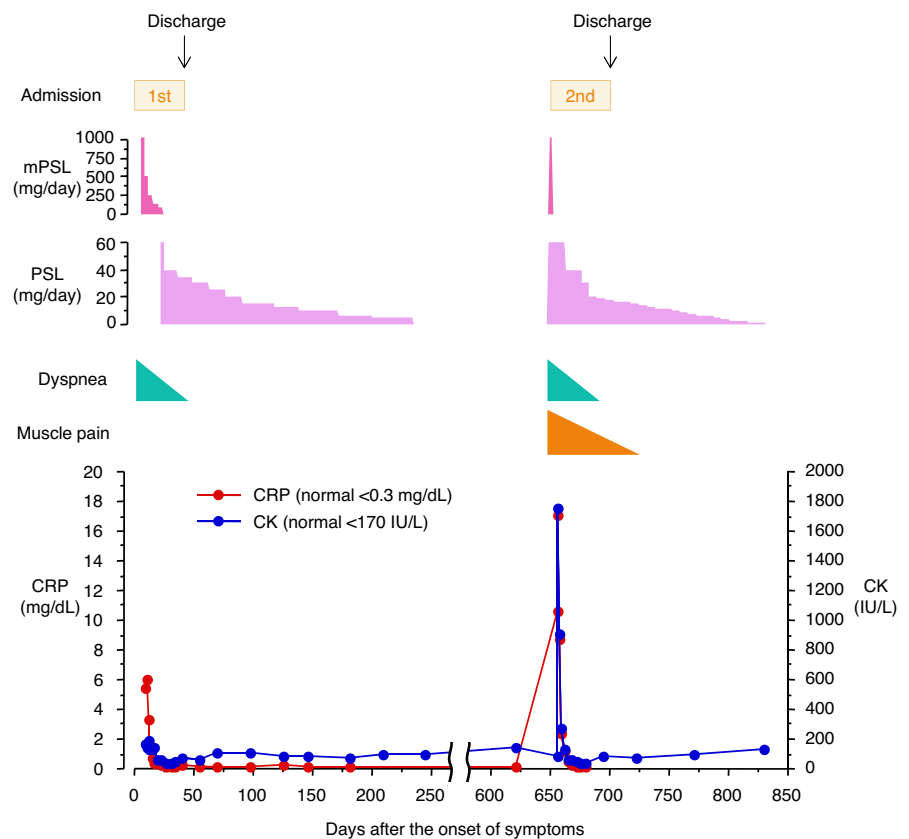 Discharge
Discharge
Admission
1st
2nd
mPSL
(mg/day)
1000
750
500
250
0
PSL
(mg/day)
60
40
20
0
Dyspnea
Muscle pain
CRP (normal <0.3 mg/dL)
CK (normal <170 IU/L)
CRP
(mg/dL)
20
18
16
14
12
10
8
6
4
2
0
CK
(IU/L)
2000
1800
1600
1400
1200
1000
800
600
400
200
0
0
50
100
150
200
250
600
650
700
750
800
850
Days after the onset of symptoms